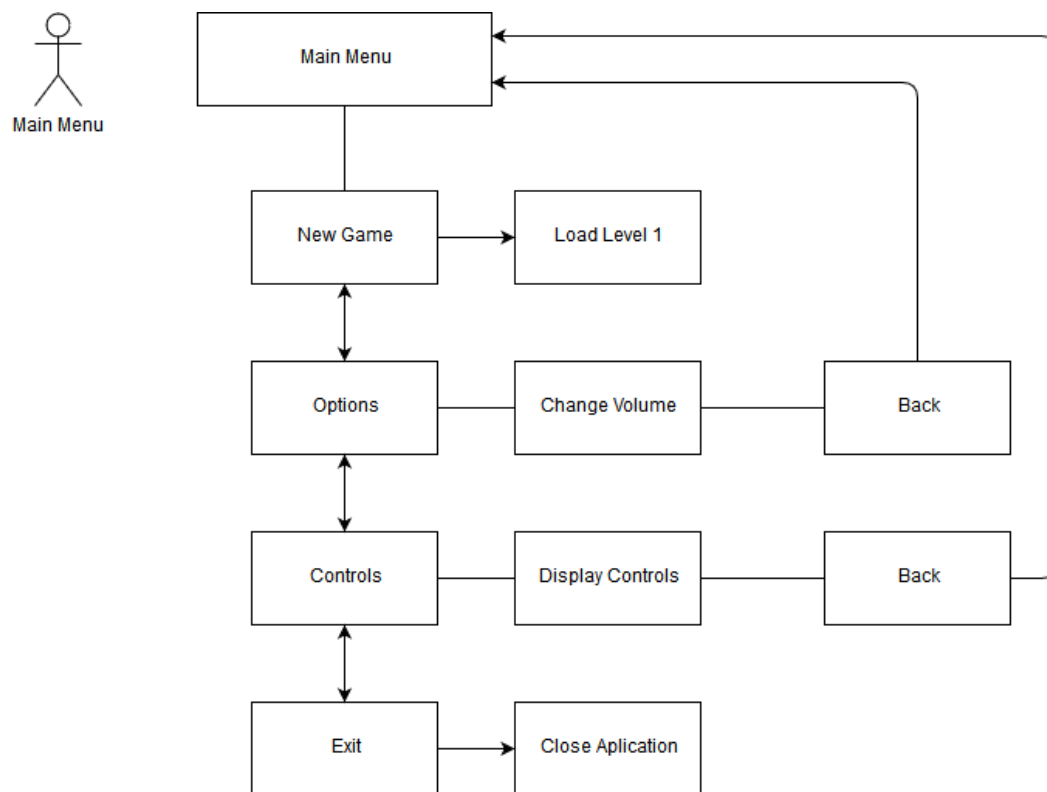 Main Menu
Main Menu
New Game
Load Level 1
Options
Change Volume
Back
Controls
Display Controls
Back
Exit
Close Aplication